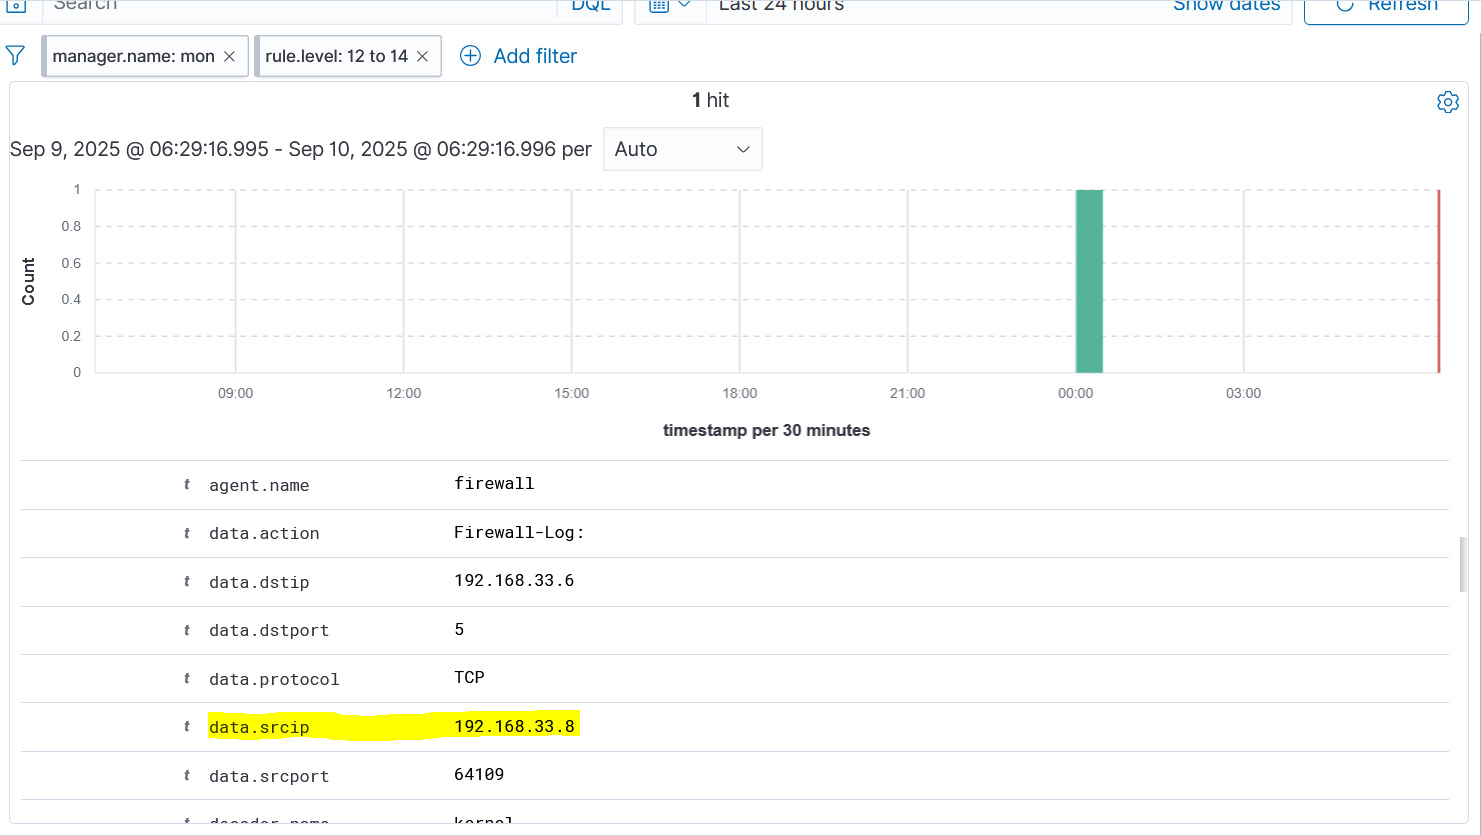 Search DQL Last 24 hours Show dates Refresh
manager.name: mon × rule.level: 12 to 14 × Add filter
1 hit
Sep 9, 2025 @ 06:29:16.995 - Sep 10, 2025 @ 06:29:16.996 per Auto
1
0.8
0.6
0.4
0.2
0
Count
09:00 12:00 15:00 18:00 21:00 00:00 03:00
timestamp per 30 minutes
t agent.name firewall
t data.action Firewall-Log:
t data.dstip 192.168.33.6
t data.dstport 5
t data.protocol TCP
t data.srcip 192.168.33.8
t data.srcport 64109
t decoder.name kernel